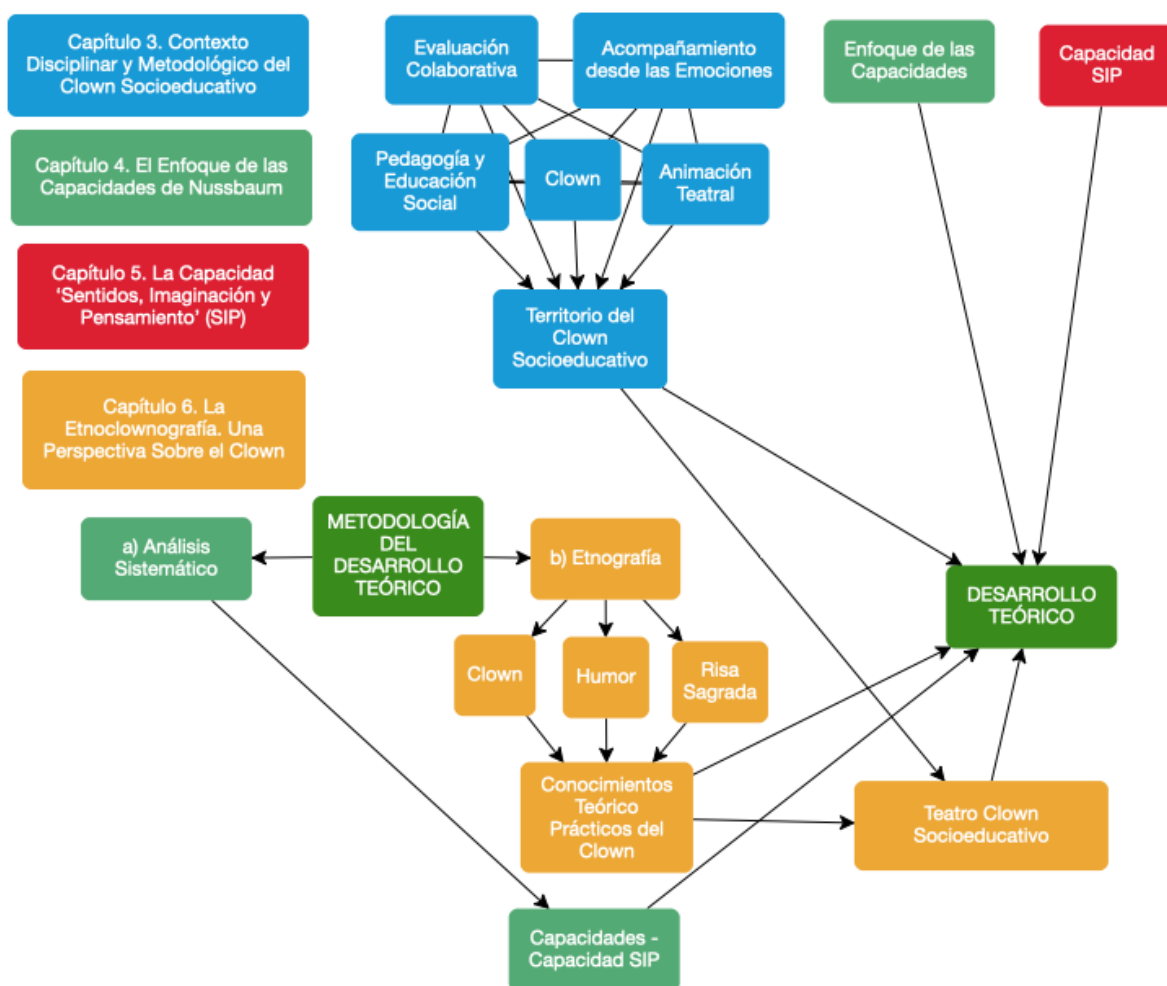 Capítulo 3. Contexto
Disciplinar y Metodológico del
Clown Socioeducativo
Capítulo 4. El Enfoque de las
Capacidades de Nussbaum
Capítulo 5. La Capacidad
‘Sentidos, Imaginación y
Pensamiento’ (SIP)
Capítulo 6. La
Etnoclownografía. Una
Perspectiva Sobre el Clown
Evaluación
Colaborativa
Acompañamiento
desde las Emociones
Pedagogía y
Educación
Social
Clown
Animación
Teatral
Territorio del
Clown
Socioeducativo
Enfoque de las
Capacidades
Capacidad
SIP
a) Análisis
Sistemático
METODOLOGÍA
DEL
DESARROLLO
TEÓRICO
b) Etnografía
Clown
Humor
Risa
Sagrada
Conocimientos
Teórico
Prácticos del
Clown
DESARROLLO
TEÓRICO
Teatro Clown
Socioeducativo
Capacidades -
Capacidad SIP